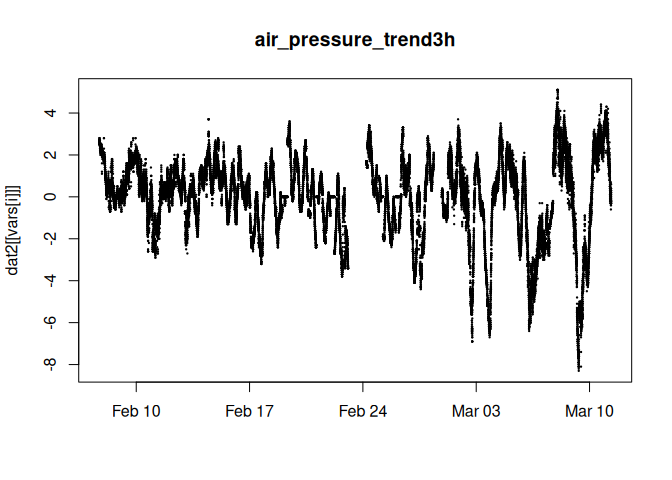 air_pressure_trend3h
dat2[[vars[i]]]
4
2
0
-2
-4
-6
-8
Feb 10
Feb 17
Feb 24
Mar 03
Mar 10